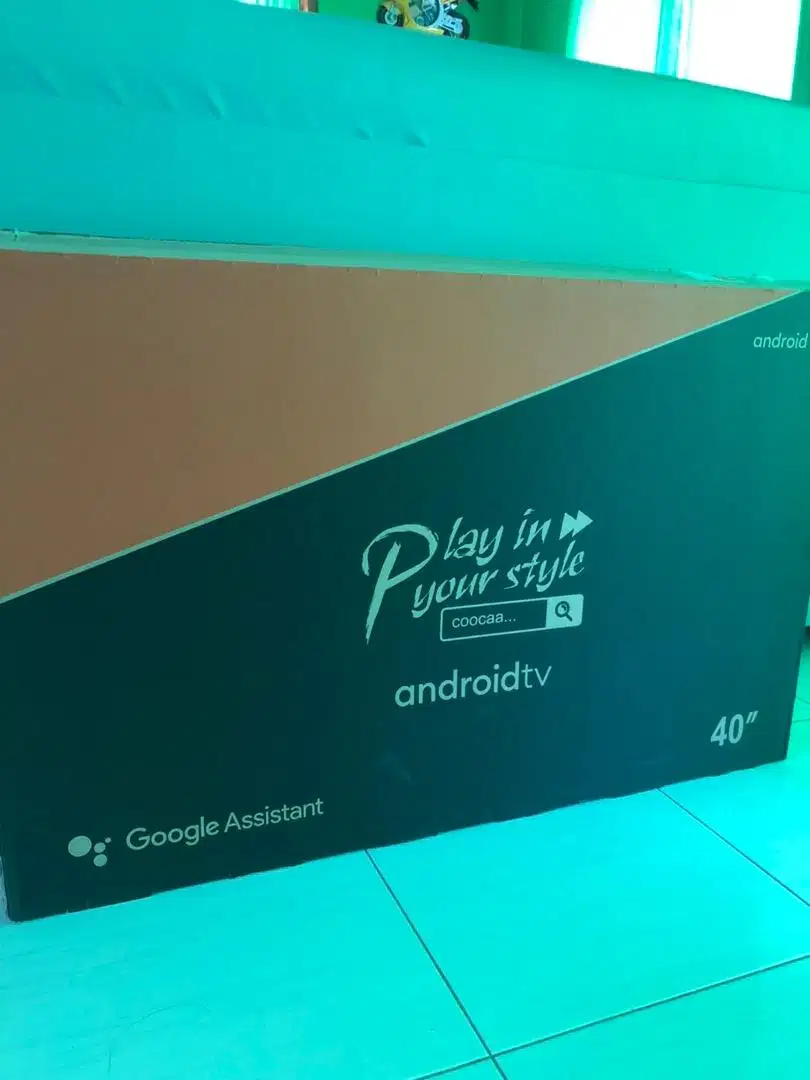 android
Play in
your style
coocaa...
androidtv
40"
Google Assistant